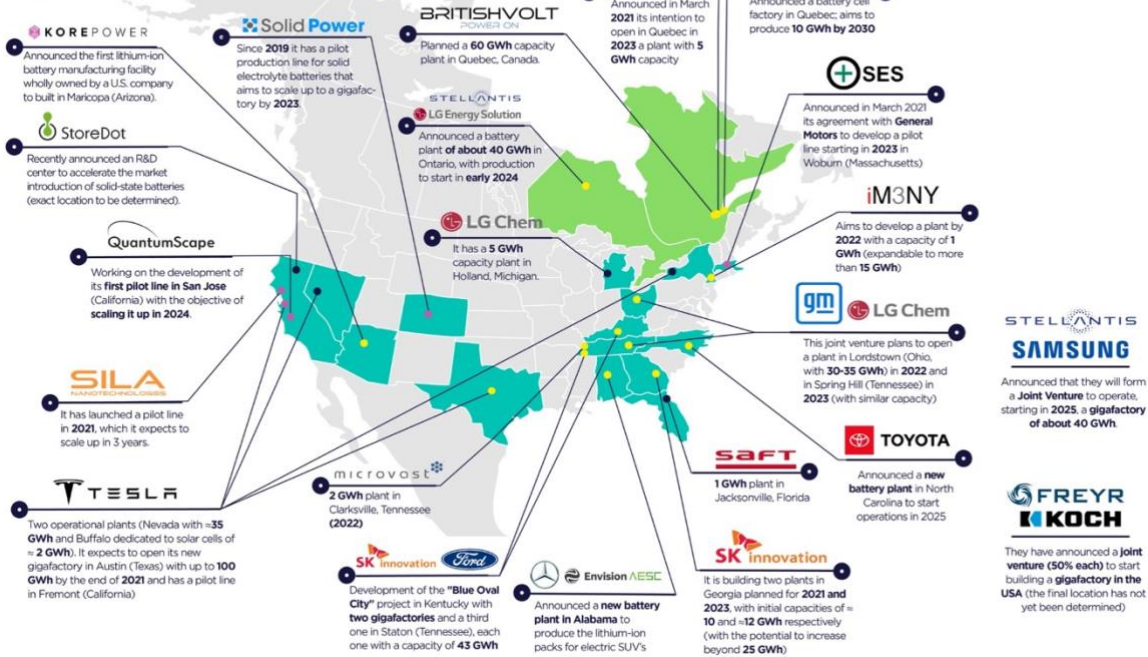 KOREPOWER
Announced the first lithium-ion
battery manufacturing facility
wholly owned by a U.S. company
to built in Maricopa (Arizona).
Solid Power
Since 2019 it has a pilot
production line for solid
electrolyte batteries that
aims to scale up to a gigafac-
tory by 2023.
BRITISHVOLT
POWER ON
Planned a 60 GWh capacity
plant in Quebec, Canada.
Announced in March
2021 its intention to
open in Quebec in
2023 a plant with 5
GWh capacity
Announced a battery cell
factory in Quebec; aims to
produce 10 GWh by 2030
SES
Announced in March 2021
its agreement with General
Motors to develop a pilot
line starting in 2023 in
Woburn (Massachusetts)
StoreDot
Recently announced an R&D
center to accelerate the market
introduction of solid-state batteries
(exact location to be determined).
STELLANTIS
LG Energy Solution
Announced a battery
plant of about 40 GWh in
Ontario, with production
to start in early 2024
LG Chem
It has a 5 GWh
capacity plant in
Holland, Michigan.
iM3NY
Aims to develop a plant by
2022 with a capacity of 1
GWh (expandable to more
than 15 GWh)
QuantumScape
Working on the development of
its first pilot line in San Jose
(California) with the objective of
scaling it up in 2024.
gm
LG Chem
This joint venture plans to open
a plant in Lordstown (Ohio,
with 30-35 GWh) in 2022 and
in Spring Hill (Tennessee) in
2023 (with similar capacity)
STELLANTIS
SAMSUNG
Announced that they will form
a Joint Venture to operate,
starting in 2025, a gigafactory
of about 40 GWh.
SILA
NANOTECHNOLOGIES
It has launched a pilot line
in 2021, which it expects to
scale up in 3 years.
TESLA
Two operational plants (Nevada with ≈35
GWh and Buffalo dedicated to solar cells of
≈ 2 GWh). It expects to open its new
gigafactory in Austin (Texas) with up to 100
GWh by the end of 2021 and has a pilot line
in Fremont (California)
microvast
2 GWh plant in
Clarksville, Tennessee
(2022)
saft
1 GWh plant in
Jacksonville, Florida
TOYOTA
Announced a new
battery plant in North
Carolina to start
operations in 2025
FREYR
KOCH
They have announced a joint
venture (50% each) to start
building a gigafactory in the
USA (the final location has not
yet been determined)
SK innovation
Ford
Development of the "Blue Oval
City" project in Kentucky with
two gigafactories and a third
one in Staton (Tennessee), each
one with a capacity of 43 GWh
Envision AESC
Announced a new battery
plant in Alabama to
produce the lithium-ion
packs for electric SUV's
SK innovation
It is building two plants in
Georgia planned for 2021 and
2023, with initial capacities of ≈
10 and ≈12 GWh respectively
(with the potential to increase
beyond 25 GWh)